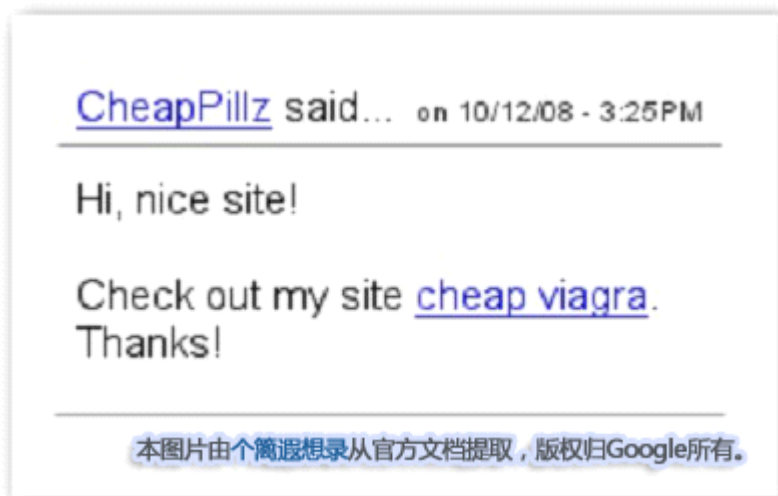 CheapPillz said... on 10/12/08 - 3:25PM
Hi, nice site!
Check out my site cheap viagra.
Thanks!
本图片由个篱遐想录从官方文档提取，版权归Google所有。